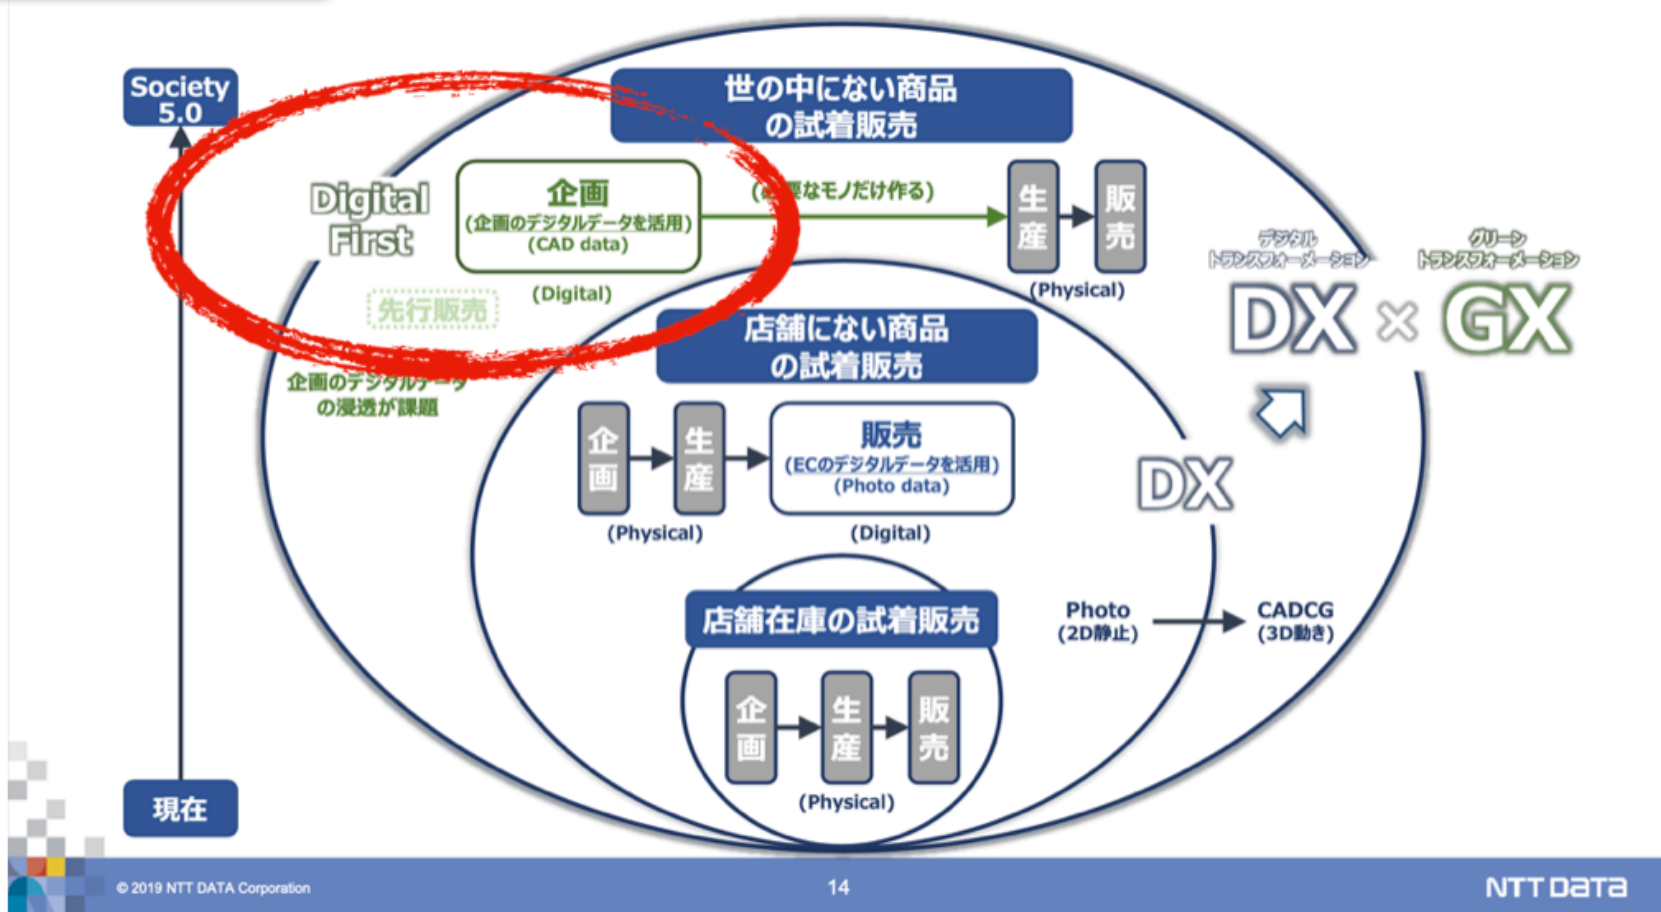 Society
5.0
世の中にない商品
の試着販売
Digital
First
企画
(企画のデジタルデータを活用)
(CAD data)
(Digital)
先行販売
なモノだけ作る)
生産
販売
(Physical)
企画のデジタルデータ
の浸透が課題
デジタル
トランスフォーメーション
DX
×
グリーン
トランスフォーメーション
GX
店舗にない商品
の試着販売
企画
生産
(Physical)
販売
(ECのデジタルデータを活用)
(Photo data)
(Digital)
DX
店舗在庫の試着販売
企画
生産
販売
(Physical)
Photo
(2D静止)
CADCG
(3D動き)
現在
© 2019 NTT DATA Corporation
14
NTT DATA